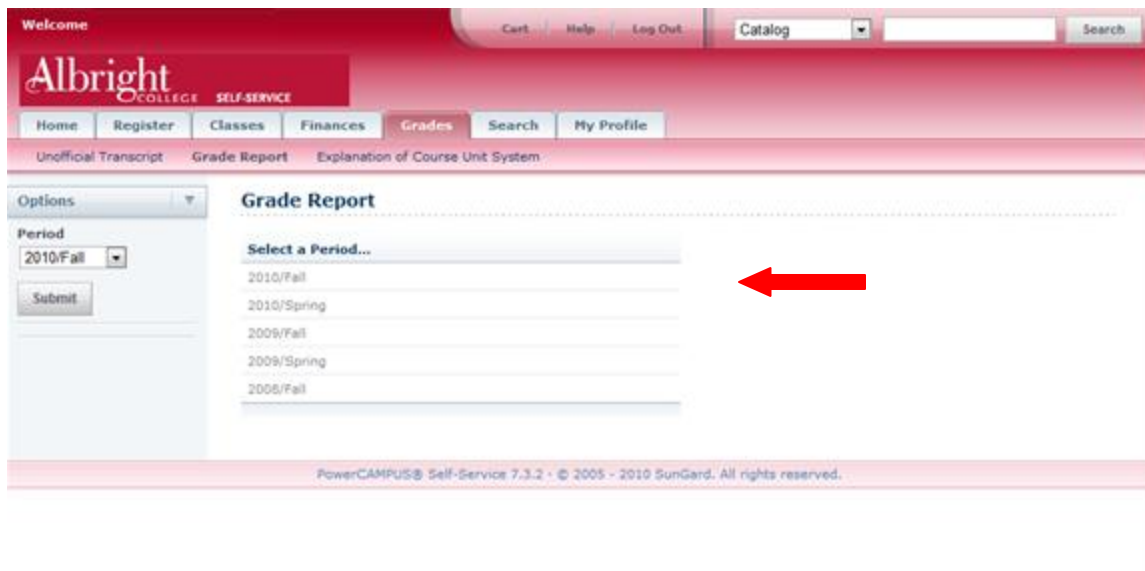 Welcome
Cart Help Log Out Catalog Search
Albright
COLLEGE SELF-SERVICE
Home Register Classes Finances Grades Search My Profile
Unofficial Transcript Grade Report Explanation of Course Unit System
Options
Grade Report
Period
2010/Fall
Submit
Select a Period...
2010/Fall
2010/Spring
2009/Fall
2009/Spring
2008/Fall
PowerCAMPUS® Self-Service 7.3.2 · © 2005 - 2010 SunGard. All rights reserved.